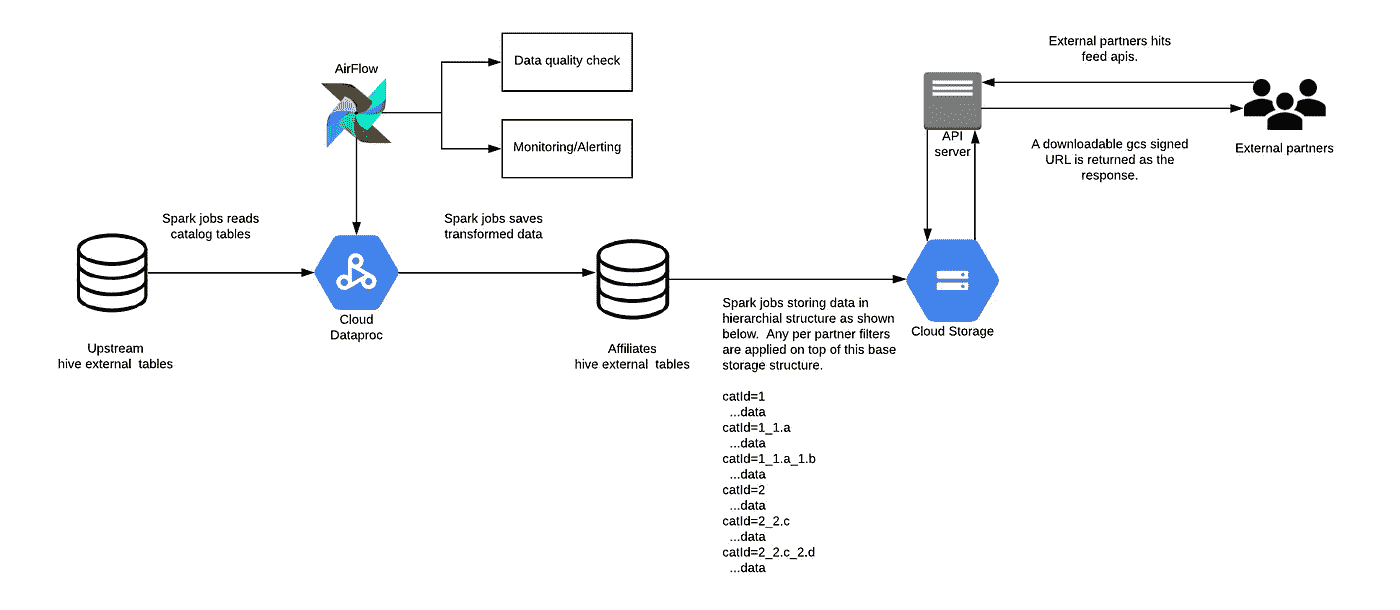 External partners hits
feed apis.
AirFlow
Data quality check
Monitoring/Alerting
API
server
A downloadable gcs signed
URL is returned as the
response.
External partners
Spark jobs reads
catalog tables
Spark jobs saves
transformed data
Cloud
Dataproc
Upstream
hive external tables
Affiliates
hive external tables
Cloud Storage
Spark jobs storing data in
hierarchial structure as shown
below. Any per partner filters
are applied on top of this base
storage structure.
catId=1
...data
catId=1_1.a
...data
catId=1_1.a_1.b
...data
catId=2
...data
catId=2_2.c
...data
catId=2_2.c_2.d
...data